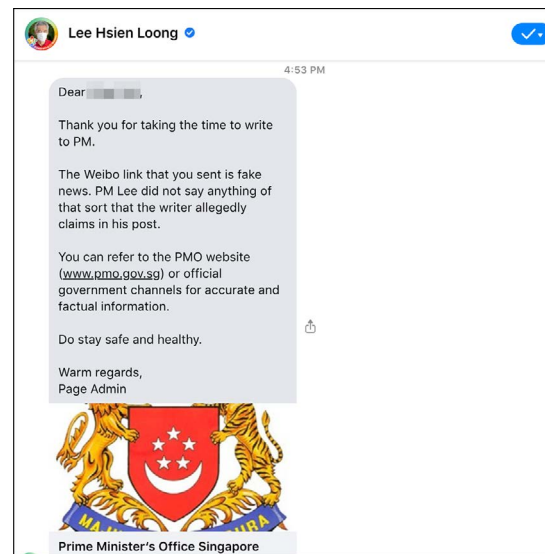 Lee Hsien Loong
4:53 PM
Dear ,
Thank you for taking the time to write
to PM.
The Weibo link that you sent is fake
news. PM Lee did not say anything of
that sort that the writer allegedly
claims in his post.
You can refer to the PMO website
(www.pmo.gov.sg) or official
government channels for accurate and
factual information.
Do stay safe and healthy.
Warm regards,
Page Admin
Prime Minister's Office Singapore